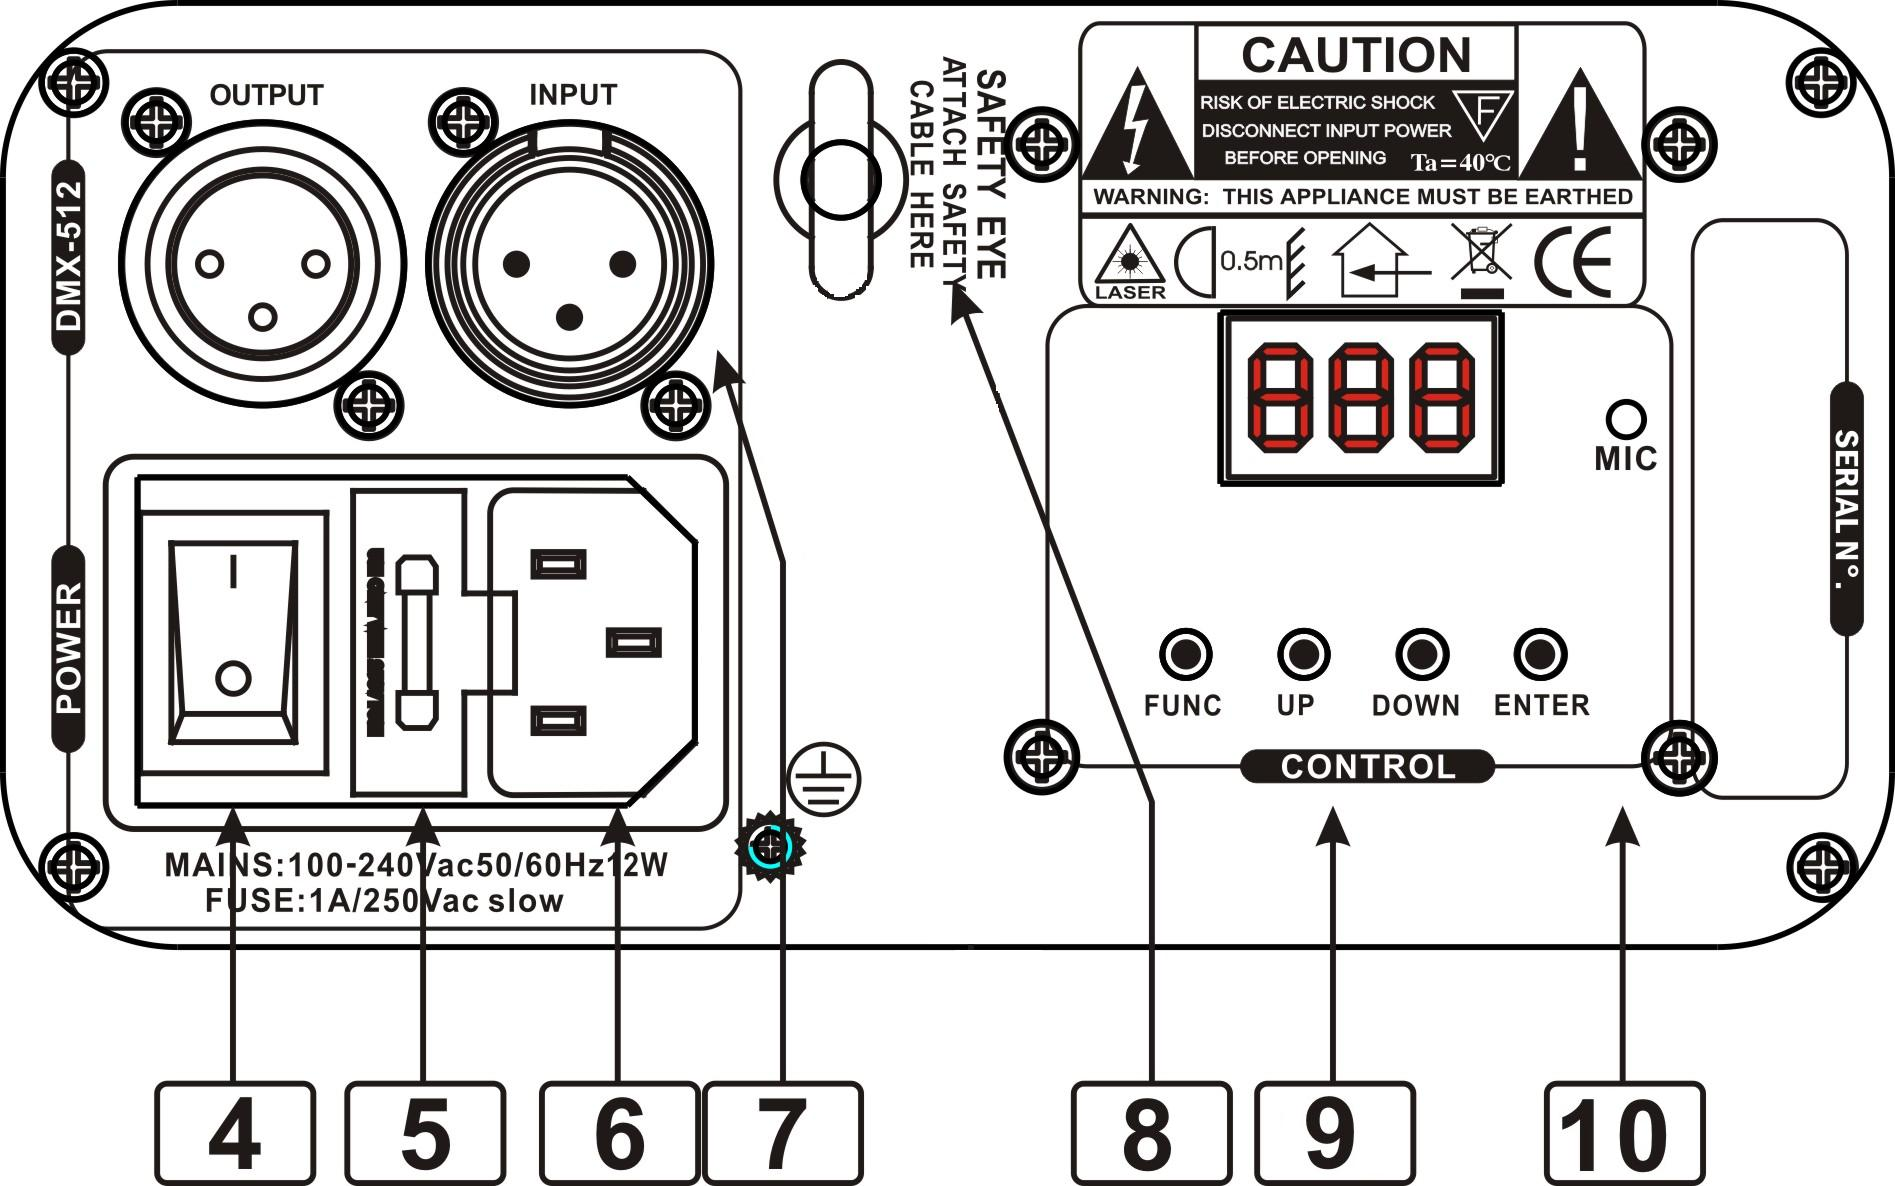 OUTPUT
INPUT
DMX-512
POWER
MAINS:100-240Vac50/60Hz12W
FUSE:1A/250Vac slow
SAFETY EYE
ATTACH SAFETY
CABLE HERE
CAUTION
RISK OF ELECTRIC SHOCK
DISCONNECT INPUT POWER
BEFORE OPENING
F
Ta=40°C
WARNING: THIS APPLIANCE MUST BE EARTHED
LASER
0.5m
CE
888
MIC
FUNC
UP
DOWN
ENTER
CONTROL
SERIAL N°.
4
5
6
7
8
9
10